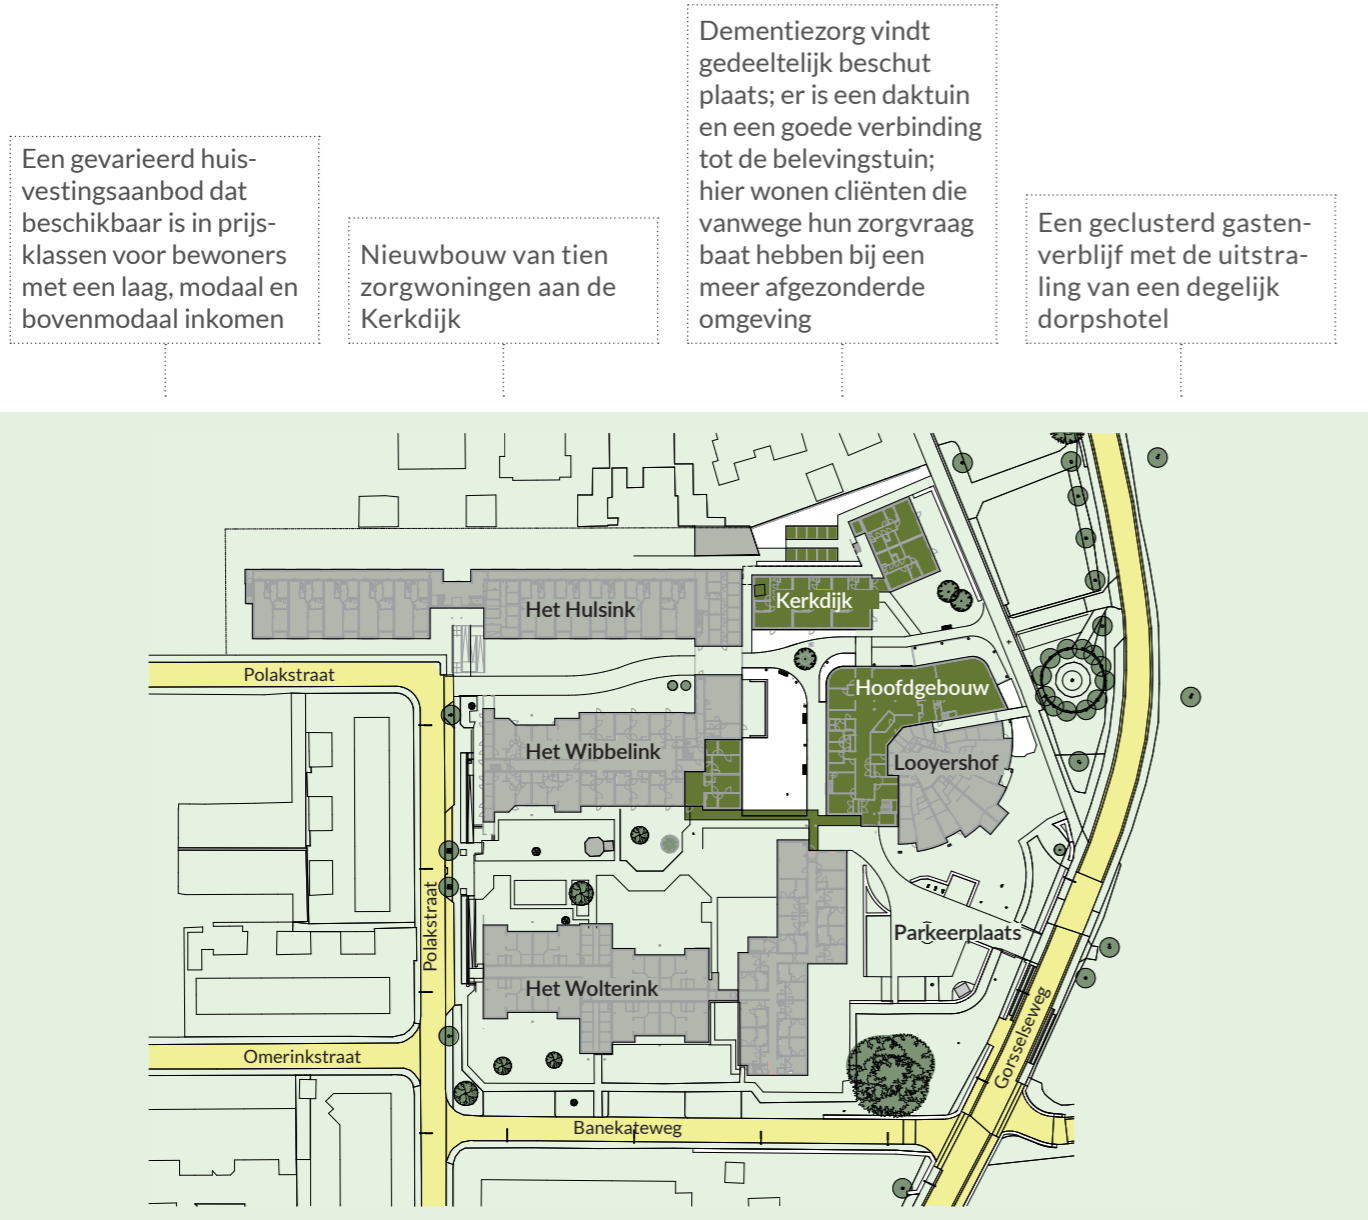 Een gevarieerd huis-
vestingsaanbod dat
beschikbaar is in prijs-
klassen voor bewoners
met een laag, modaal en
bovenmodaal inkomen
Nieuwbouw van tien
zorgwoningen aan de
Kerkdijk
Dementiezorg vindt
gedeeltelijk beschut
plaats; er is een daktuin
en een goede verbinding
tot de belevingstuin;
hier wonen cliënten die
vanwege hun zorgvraag
baat hebben bij een
meer afgezonderde
omgeving
Een geclusterd gasten-
verblijf met de uitstra-
ling van een degelijk
dorpshotel
Het Hulsink
Kerkdijk
Polakstraat
Hoofdgebouw
Het Wibbelink
Looyershof
Polakstraat
Parkeerplaats
Het Wolterink
Gorsselseweg
Omerinkstraat
Banekateweg